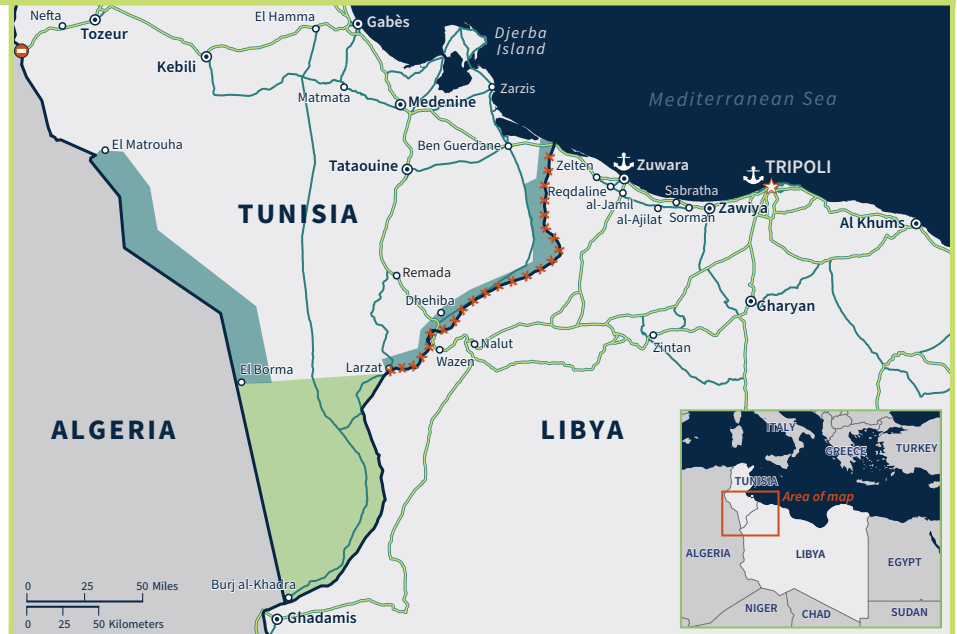 Nefta
Tozeur
El Hamma
Gabès
Djerba
Island
Kebili
Matmata
Medenine
Zarzis
Mediterranean Sea
El Matrouha
Ben Guerdane
Tataouine
Zelten
Zuwara
TRIPOLI
Reqdaline
Sabratha
al-Jamil
Zawiya
al-Ajilat
Sorman
Al Khums
TUNISIA
Remada
Dhehiba
Gharyan
Nalut
Zintan
Wazen
Larzat
El Borma
ALGERIA
LIBYA
ITALY
GREECE
TURKEY
TUNISIA
Area of map
ALGERIA
LIBYA
EGYPT
NIGER
CHAD
SUDAN
Burj al-Khadra
Ghadamis
0 25 50 Miles
0 25 50 Kilometers